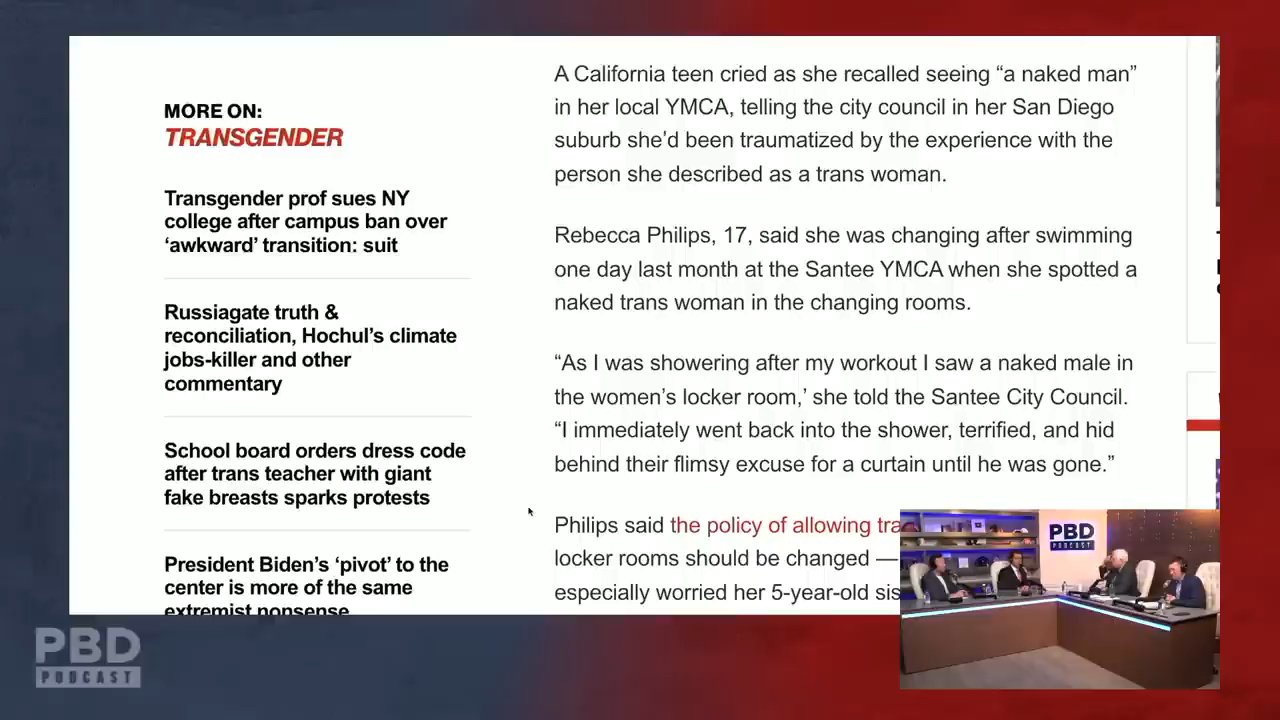 MORE ON:
TRANSGENDER
Transgender prof sues NY
college after campus ban over
‘awkward’ transition: suit
Russiagate truth &
reconciliation, Hochul’s climate
jobs-killer and other
commentary
School board orders dress code
after trans teacher with giant
fake breasts sparks protests
President Biden’s ‘pivot’ to the
center is more of the same
extremist nonsense
A California teen cried as she recalled seeing “a naked man”
in her local YMCA, telling the city council in her San Diego
suburb she’d been traumatized by the experience with the
person she described as a trans woman.
Rebecca Philips, 17, said she was changing after swimming
one day last month at the Santee YMCA when she spotted a
naked trans woman in the changing rooms.
“As I was showering after my workout I saw a naked male in
the women’s locker room,’ she told the Santee City Council.
“I immediately went back into the shower, terrified, and hid
behind their flimsy excuse for a curtain until he was gone.”
Philips said the policy of allowing
locker rooms should be changed —
especially worried her 5-year-old
PBD
PODCAST
PBD
PODCAST